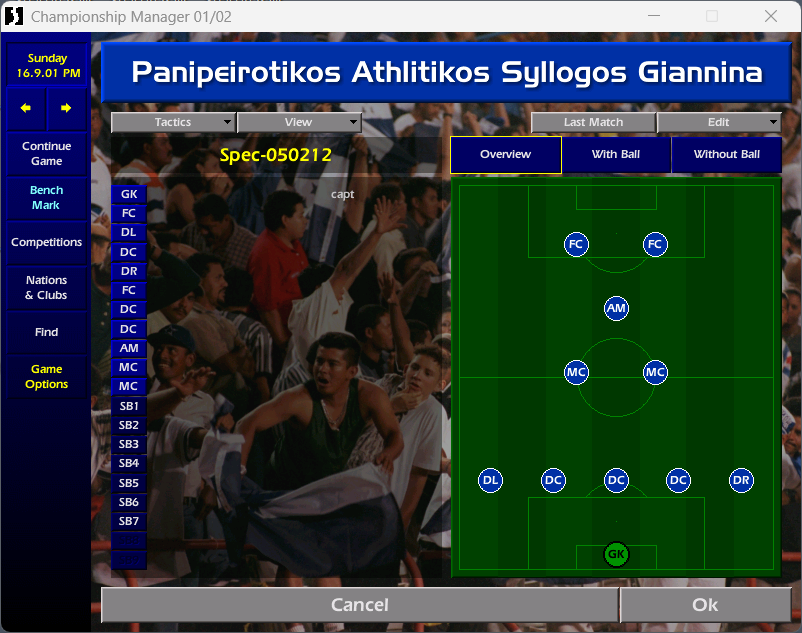 Championship Manager 01/02
Sunday
16.9.01 PM
Continue
Game
Bench
Mark
Competitions
Nations
& Clubs
Find
Game
Options
Panipeirotikos Athlitikos Syllogos Giannina
Tactics View Last Match Edit
Spec-050212
Overview With Ball Without Ball
GK capt
FC
DL
DC
DR
FC
DC
DC
AM
MC
MC
SB1
SB2
SB3
SB4
SB5
SB6
SB7
FC FC
AM
MC MC
DL DC DC DC DR
GK
Cancel Ok